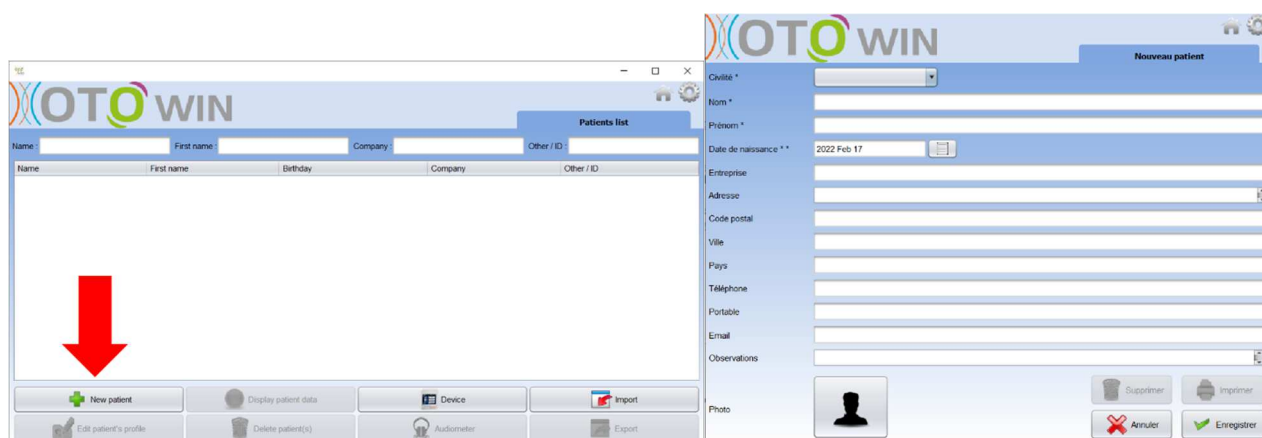 OTO WIN
Patients list
Name : First name : Company : Other / ID :
Name First name Birthday Company Other / ID
New patient Display patient data Device Import
Edit patient's profile Delete patient(s) Audiometer Export
OTO WIN
Nouveau patient
Civilité *
Nom *
Prénom *
Date de naissance * * 2022 Feb 17
Entreprise
Adresse
Code postal
Ville
Pays
Téléphone
Portable
Email
Observations
Photo
Supprimer Imprimer
Annuler Enregistrer